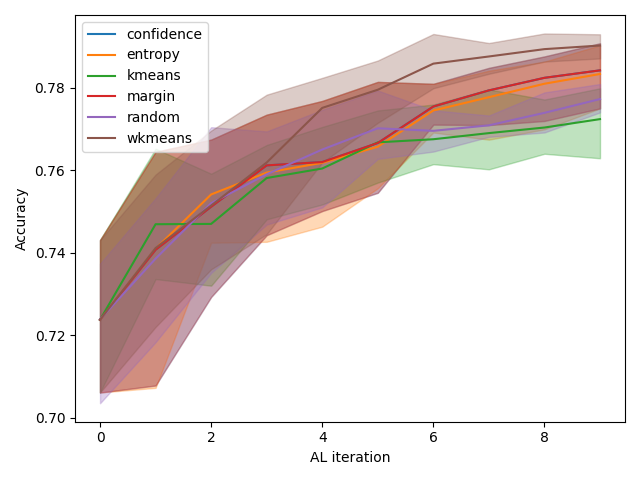 confidence
entropy
kmeans
margin
random
wkmeans
Accuracy
0.78
0.76
0.74
0.72
0.70
0 2 4 6 8
AL iteration